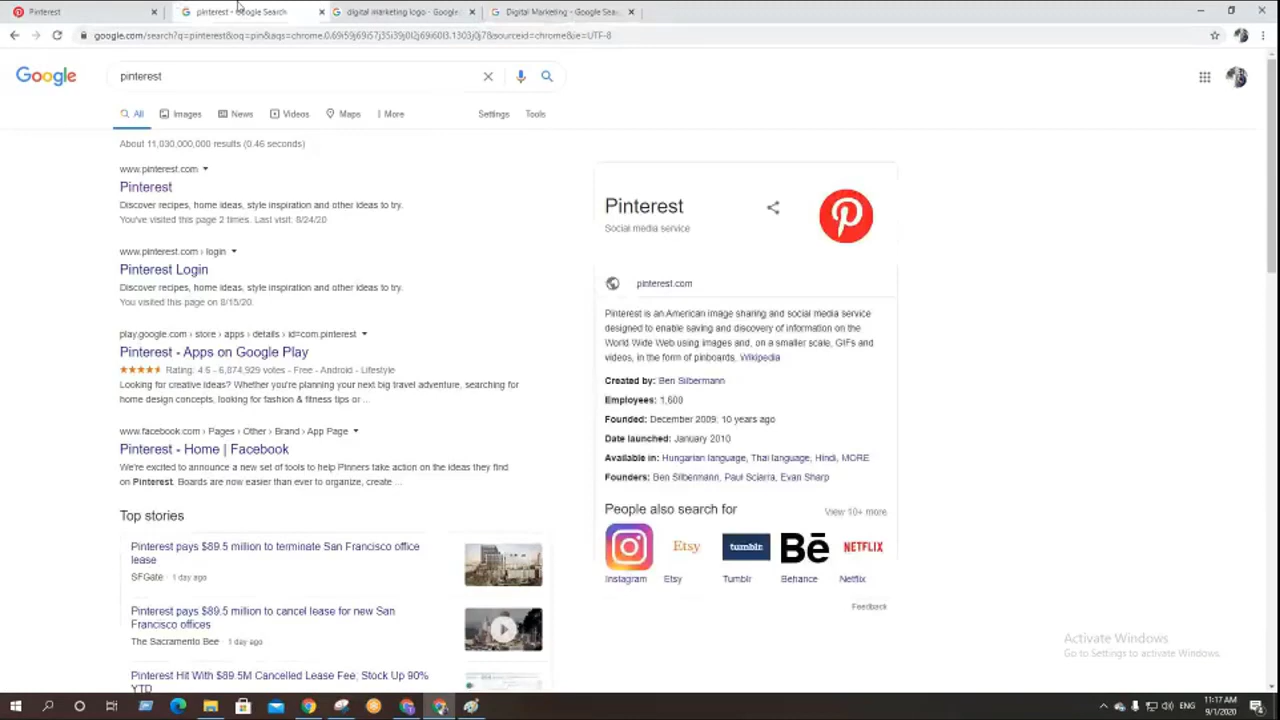 Pinterest
pinterest - Google Search
digital marketing logo - Google
Digital Marketing - Google Sea
google.com/search?q=pinterest&oq=pin&aqs=chrome.0.69i59j69i57j35i39j0l2j69i60l3.1303j0j7&sourceid=chrome&ie=UTF-8
Google
pinterest
All Images News Videos Maps More Settings Tools
About 11,030,000,000 results (0.46 seconds)
www.pinterest.com
Pinterest
Discover recipes, home ideas, style inspiration and other ideas to try.
You've visited this page 2 times. Last visit: 8/24/20
www.pinterest.com › login
Pinterest Login
Discover recipes, home ideas, style inspiration and other ideas to try.
You visited this page on 8/15/20.
play.google.com › store › apps › details › id=com.pinterest
Pinterest - Apps on Google Play
Rating: 4.6 - 6,874,929 votes - Free - Android - Lifestyle
Looking for creative ideas? Whether you're planning your next big travel adventure, searching for
home design concepts, looking for fashion & fitness tips or ...
www.facebook.com › Pages › Other › Brand › App Page
Pinterest - Home | Facebook
We're excited to announce a new set of tools to help Pinners take action on the ideas they find
on Pinterest. Boards are now easier than ever to organize, create ...
Top stories
Pinterest pays $89.5 million to terminate San Francisco office
lease
SFGate · 1 day ago
Pinterest pays $89.5 million to cancel lease for new San
Francisco offices
The Sacramento Bee · 1 day ago
Pinterest Hit With $89.5M Cancelled Lease Fee, Stock Up 90%
YTD
Pinterest
Social media service
pinterest.com
Pinterest is an American image sharing and social media service
designed to enable saving and discovery of information on the
World Wide Web using images and, on a smaller scale, GIFs and
videos, in the form of pinboards. Wikipedia
Created by: Ben Silbermann
Employees: 1,600
Founded: December 2009, 10 years ago
Date launched: January 2010
Available in: Hungarian language, Thai language, Hindi, MORE
Founders: Ben Silbermann, Paul Sciarra, Evan Sharp
People also search for
View 10+ more
Etsy tumblr Bē NETFLIX
Instagram Etsy Tumblr Behance Netflix
Feedback
Activate Windows
Go to Settings to activate Windows.
ENG
11:17 AM
9/1/2020